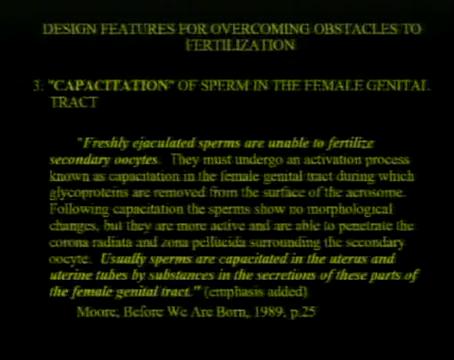 DESIGN FEATURES FOR OVERCOMING OBSTACLES TO
FERTILIZATION
3. "CAPACITATION" OF SPERM IN THE FEMALE GENITAL
TRACT
"Freshly ejaculated sperms are unable to fertilize
secondary oocytes. They must undergo an activation process
known as capacitation in the female genital tract during which
glycoproteins are removed from the surface of the acrosome.
Following capacitation the sperms show no morphological
changes, but they are more active and are able to penetrate the
corona radiata and zona pellucida surrounding the secondary
oocyte. Usually sperms are capacitated in the uterus and
uterine tubes by substances in the secretions of these parts of
the female genital tract." (emphasis added)
Moore, Before We Are Born, 1989, p.25